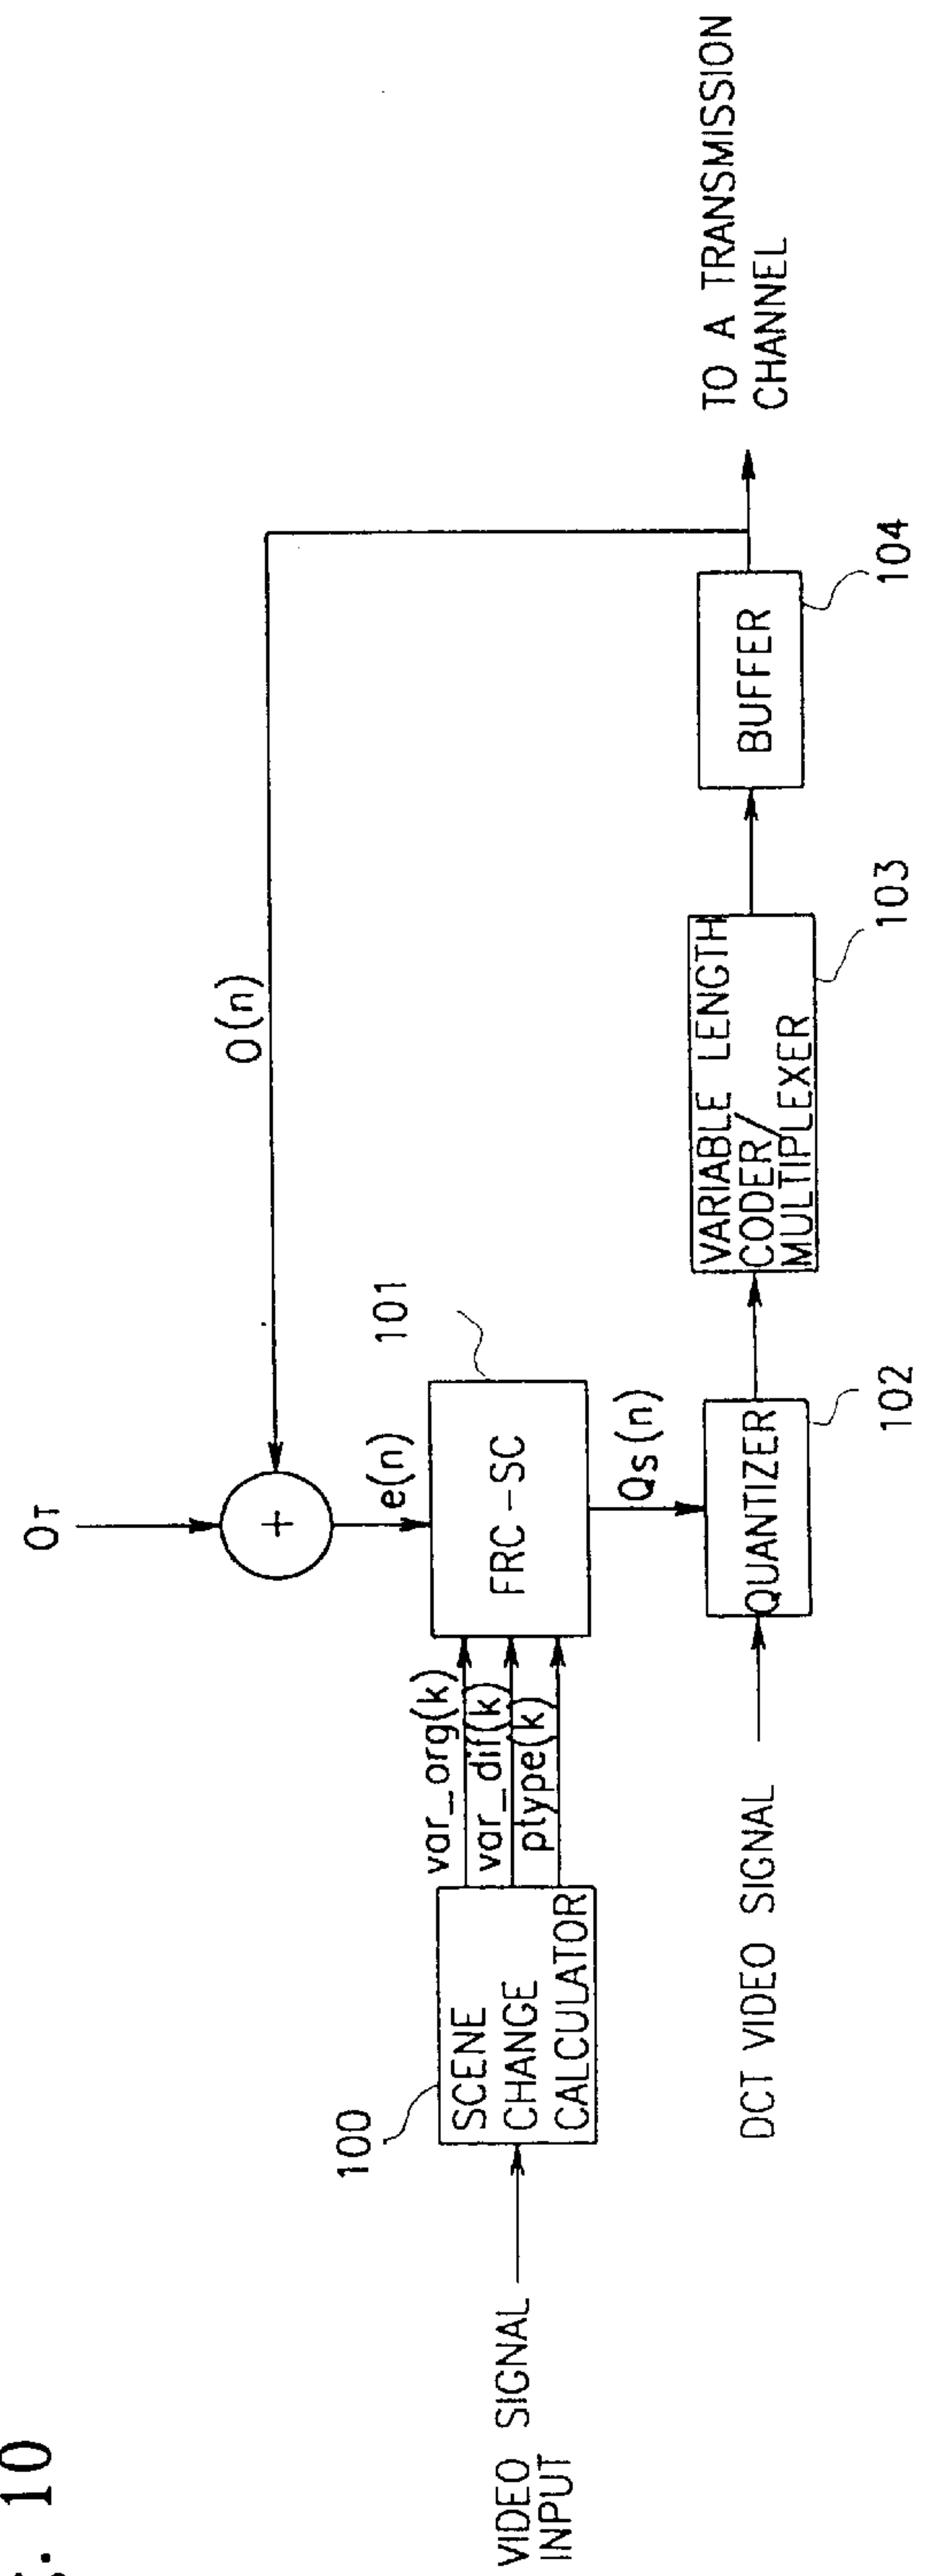 . 10
OT
O(n)
e(n)
101
100
var_org(k)
var_dif(k)
ptype(k)
VIDEO SIGNAL
INPUT
SCENE
CHANGE
CALCULATOR
FRC-SC
Qs(n)
DCT VIDEO SIGNAL
QUANTIZER
102
VARIABLE LENGTH
CODER/
MULTIPLEXER
103
BUFFER
104
TO A TRANSMISSION
CHANNEL